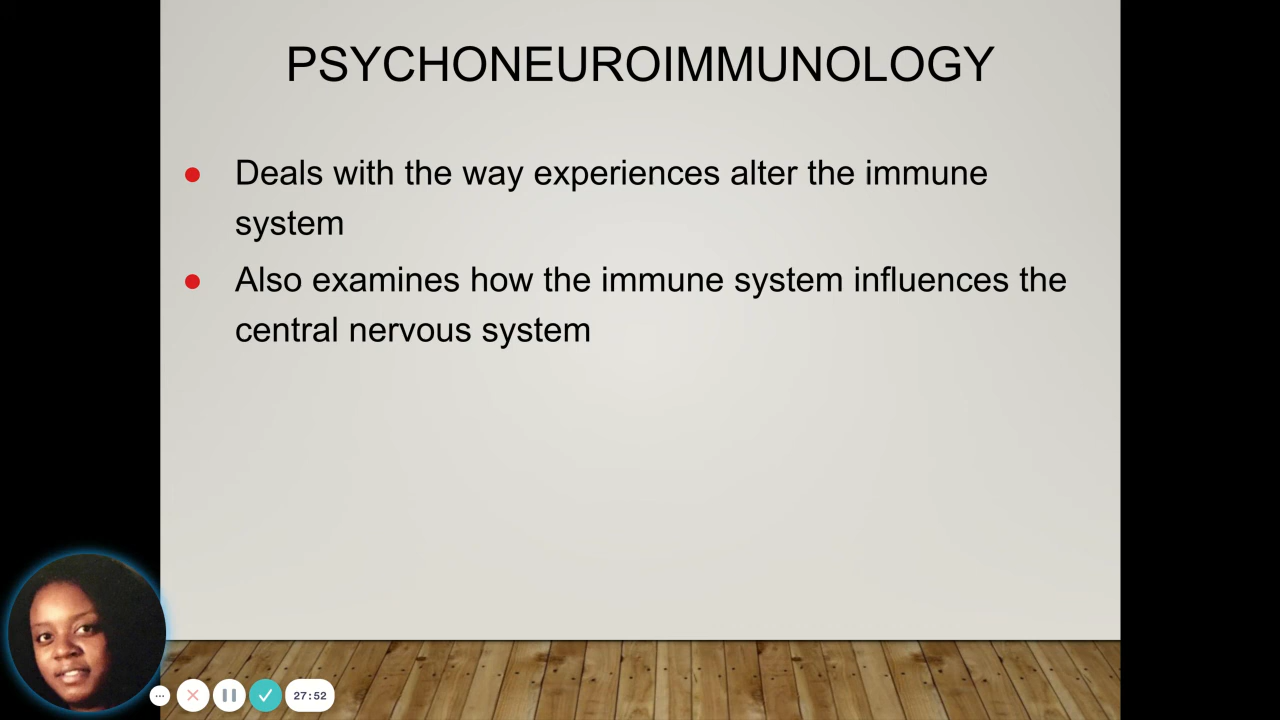 PSYCHONEUROIMMUNOLOGY
● Deals with the way experiences alter the immune
system
● Also examines how the immune system influences the
central nervous system
27:52